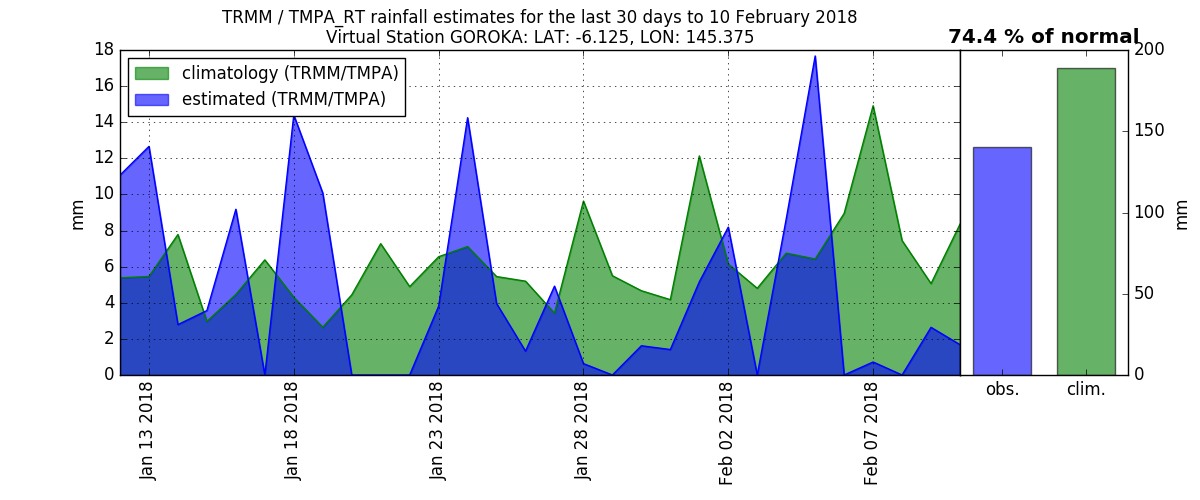 TRMM / TMPA_RT rainfall estimates for the last 30 days to 10 February 2018
Virtual Station GOROKA: LAT: -6.125, LON: 145.375
74.4 % of normal
climatology (TRMM/TMPA)
estimated (TRMM/TMPA)
mm
18
16
14
12
10
8
6
4
2
0
Jan 13 2018
Jan 18 2018
Jan 23 2018
Jan 28 2018
Feb 02 2018
Feb 07 2018
200
150
100
50
0
mm
obs.
clim.